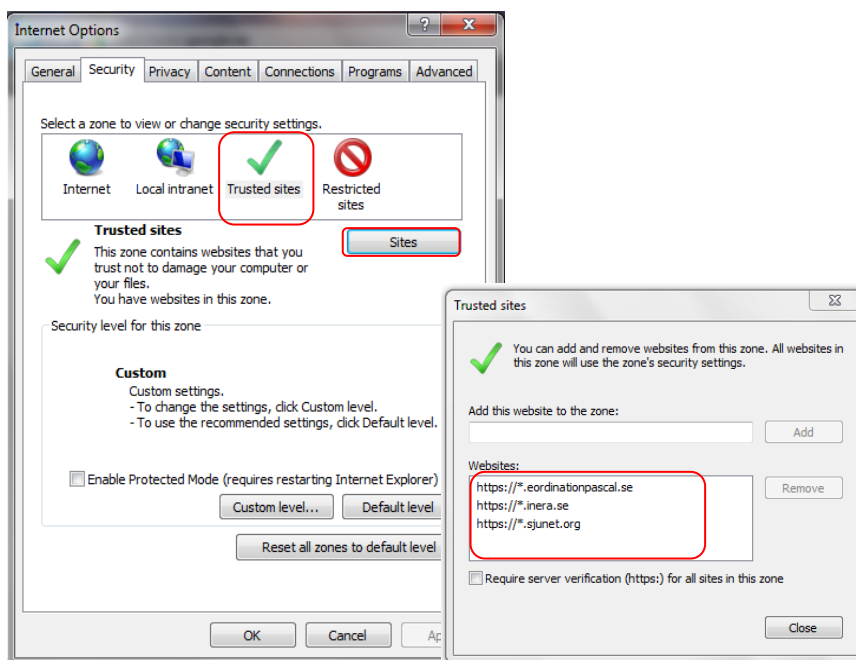 Internet Options
?
General Security Privacy Content Connections Programs Advanced
Select a zone to view or change security settings.
Internet
Local intranet
Trusted sites
Restricted
sites
Trusted sites
This zone contains websites that you
trust not to damage your computer or
your files.
You have websites in this zone.
Sites
Security level for this zone
Custom
Custom settings.
- To change the settings, click Custom level.
- To use the recommended settings, click Default level.
Enable Protected Mode (requires restarting Internet Explorer)
Custom level...
Default level
Reset all zones to default level
OK
Cancel
Ap
Trusted sites
You can add and remove websites from this zone. All websites in
this zone will use the zone's security settings.
Add this website to the zone:
Add
Websites:
https://*.eordinationpascal.se
https://*.inera.se
https://*.sjunet.org
Remove
Require server verification (https:) for all sites in this zone
Close